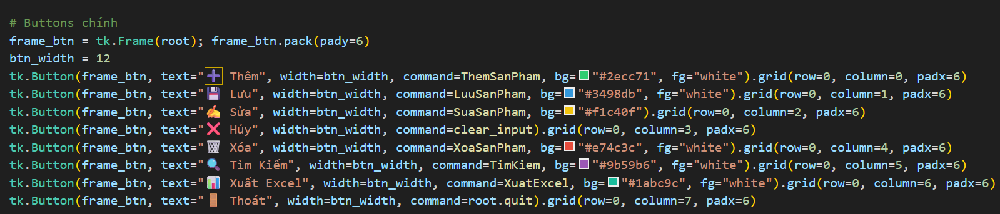 # Buttons chính
frame_btn = tk.Frame(root); frame_btn.pack(pady=6)
btn_width = 12
tk.Button(frame_btn, text="➕ Thêm", width=btn_width, command=ThemSanPham, bg="#2ecc71", fg="white").grid(row=0, column=0, padx=6)
tk.Button(frame_btn, text="💾 Lưu", width=btn_width, command=LuuSanPham, bg="#3498db", fg="white").grid(row=0, column=1, padx=6)
tk.Button(frame_btn, text="✍️ Sửa", width=btn_width, command=SuaSanPham, bg="#f1c40f").grid(row=0, column=2, padx=6)
tk.Button(frame_btn, text="❌ Hủy", width=btn_width, command=clear_input).grid(row=0, column=3, padx=6)
tk.Button(frame_btn, text="🗑️ Xóa", width=btn_width, command=XoaSanPham, bg="#e74c3c", fg="white").grid(row=0, column=4, padx=6)
tk.Button(frame_btn, text="🔍 Tìm Kiếm", width=btn_width, command=TimKiem, bg="#9b59b6", fg="white").grid(row=0, column=5, padx=6)
tk.Button(frame_btn, text="📊 Xuất Excel", width=btn_width, command=XuatExcel, bg="#1abc9c", fg="white").grid(row=0, column=6, padx=6)
tk.Button(frame_btn, text="🚪 Thoát", width=btn_width, command=root.quit).grid(row=0, column=7, padx=6)